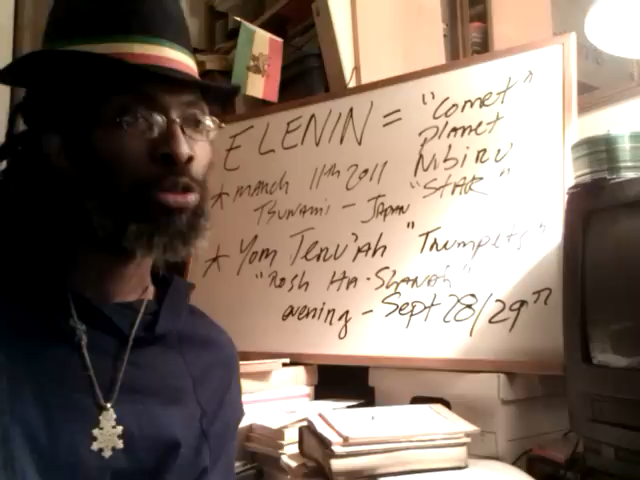 ELENIN = "Comet"
planet
Nibiru
* March 11th 2011 "STAR"
Tsunami - Japan
* Yom Teru'ah "Trumpets"
"Rosh Ha-Shanah"
evening - Sept 28/29th